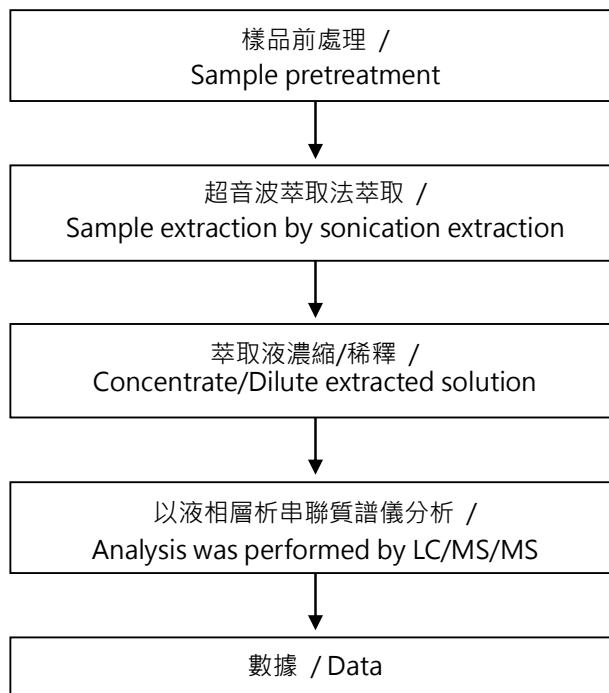 樣品前處理 /
Sample pretreatment
超音波萃取法萃取 /
Sample extraction by sonication extraction
萃取液濃縮/稀釋 /
Concentrate/Dilute extracted solution
以液相層析串聯質譜儀分析 /
Analysis was performed by LC/MS/MS
數據 / Data